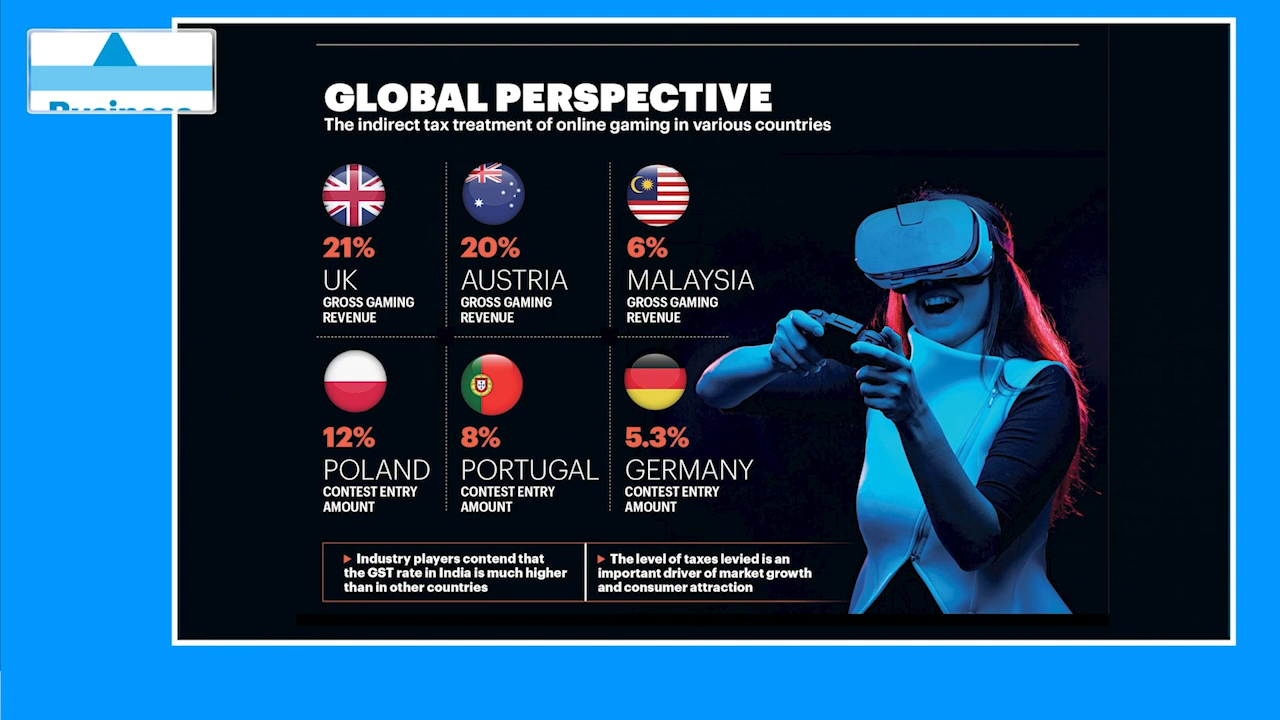 GLOBAL PERSPECTIVE
The indirect tax treatment of online gaming in various countries
21%
UK
GROSS GAMING
REVENUE
20%
AUSTRIA
GROSS GAMING
REVENUE
6%
MALAYSIA
GROSS GAMING
REVENUE
12%
POLAND
CONTEST ENTRY
AMOUNT
8%
PORTUGAL
CONTEST ENTRY
AMOUNT
5.3%
GERMANY
CONTEST ENTRY
AMOUNT
Industry players contend that
the GST rate in India is much higher
than in other countries
The level of taxes levied is an
important driver of market growth
and consumer attraction